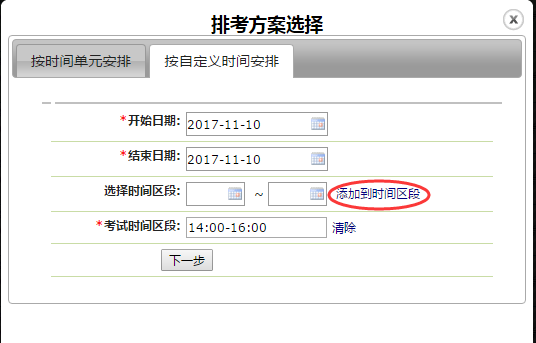 排考方案选择
按时间单元安排 按自定义时间安排
*开始日期: 2017-11-10
*结束日期: 2017-11-10
选择时间区段: ~ 添加到时间区段
*考试时间区段: 14:00-16:00 清除
下一步